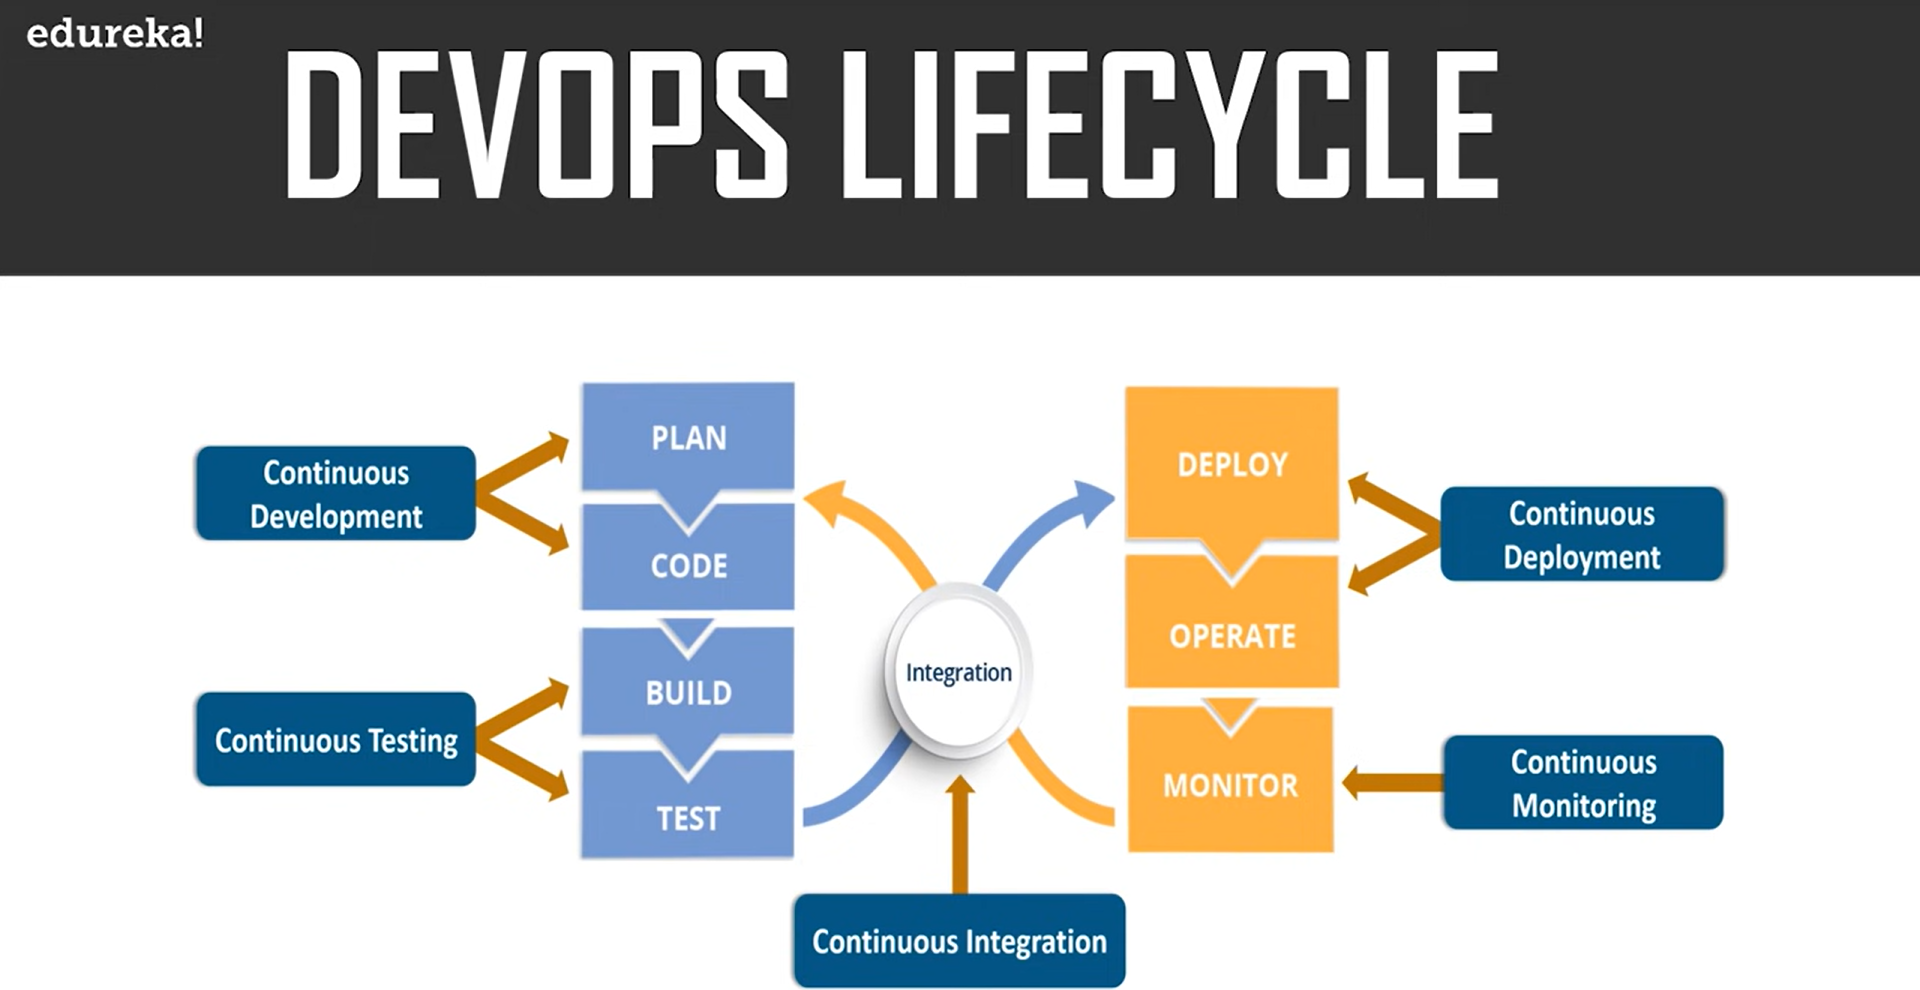 edureka!
DEVOPS LIFECYCLE
Continuous
Development
Continuous Testing
PLAN
CODE
BUILD
TEST
Integration
Continuous Integration
DEPLOY
OPERATE
MONITOR
Continuous
Deployment
Continuous
Monitoring